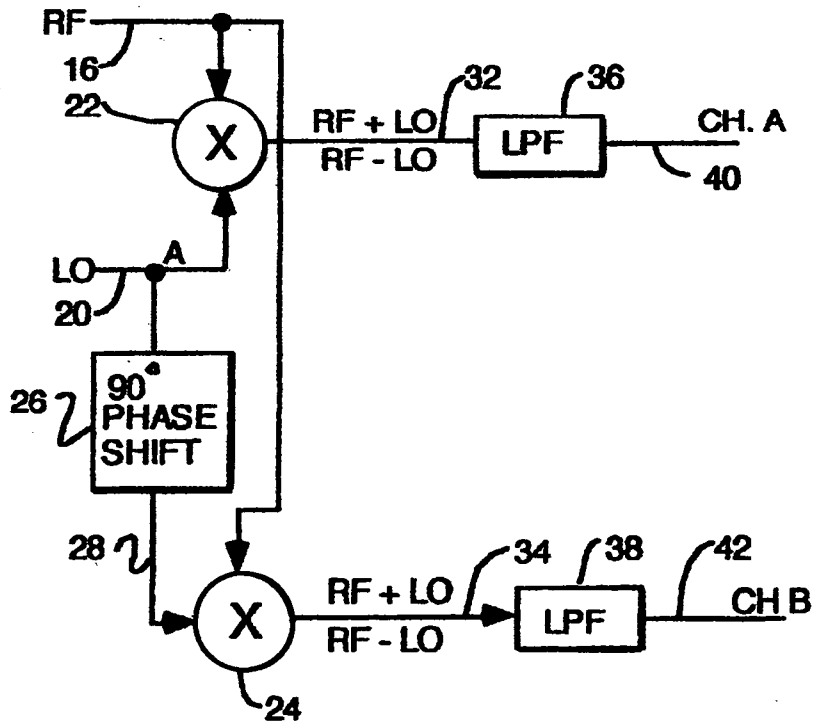 RF
16
22
X
RF + LO
RF - LO
32
36
LPF
CH. A
40
LO
A
20
26
90°
PHASE
SHIFT
28
X
24
RF + LO
RF - LO
34
38
LPF
42
CH B